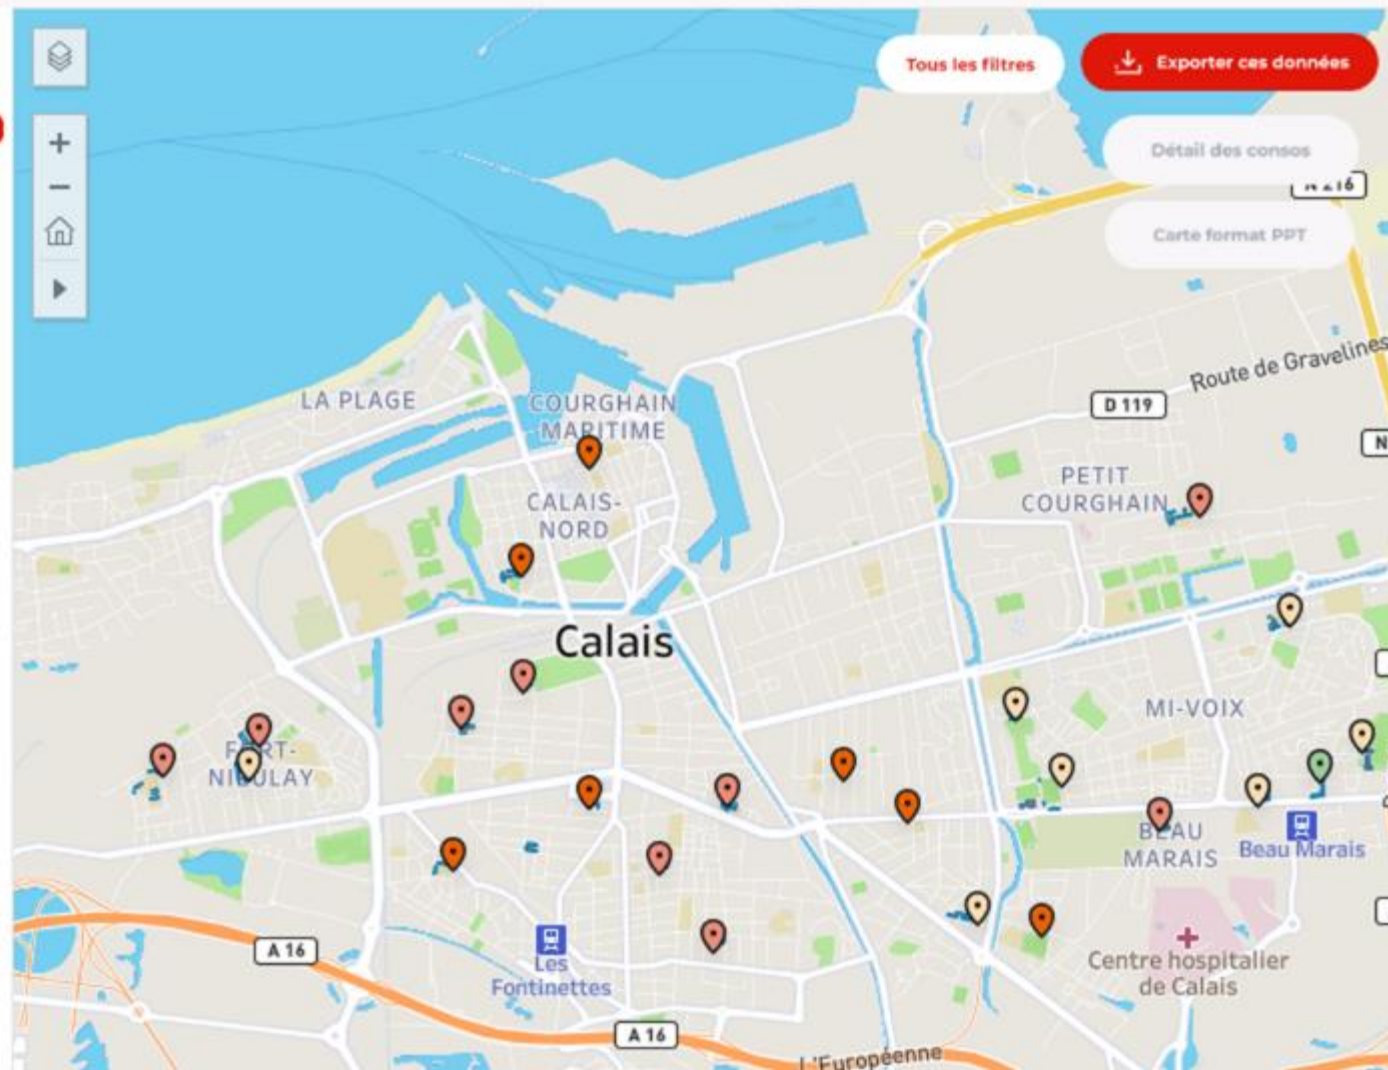 Tous les filtres
Exporter ces données
Détail des consos
N 216
Carte format PPT
Route de Gravelines
LA PLAGE
COURGHAIN
MARITIME
D 119
N
PETIT
COURGHAIN
CALAIS-
NORD
Calais
MI-VOIX
FORT-
NIEULAY
BEAU
MARAIS
Beau Marais
A 16
Les
Fontinettes
Centre hospitalier
de Calais
A 16
L'Européenne